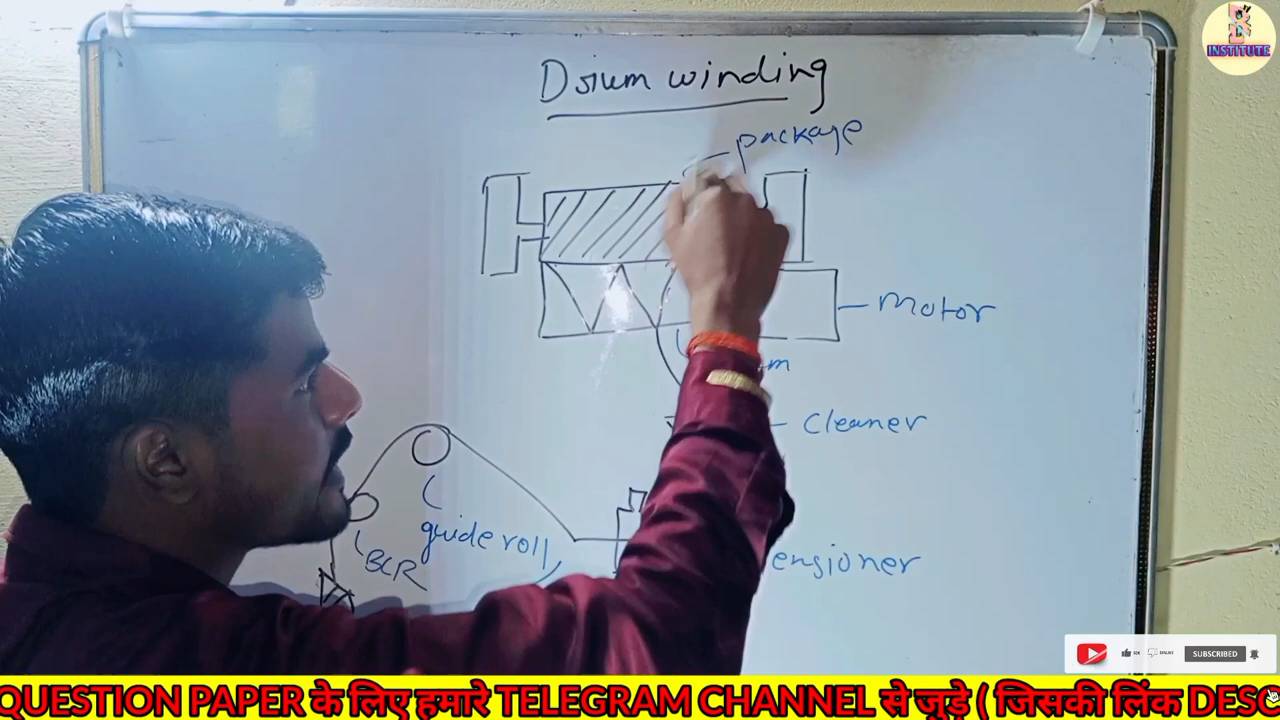 Drum winding
package
Motor
Cleaner
guide roll
BCR
ensioner
INSTITUTE
SUBSCRIBED
QUESTION PAPER के लिए हमारे TELEGRAM CHANNEL से जुड़े ( जिसकी लिंक DESC